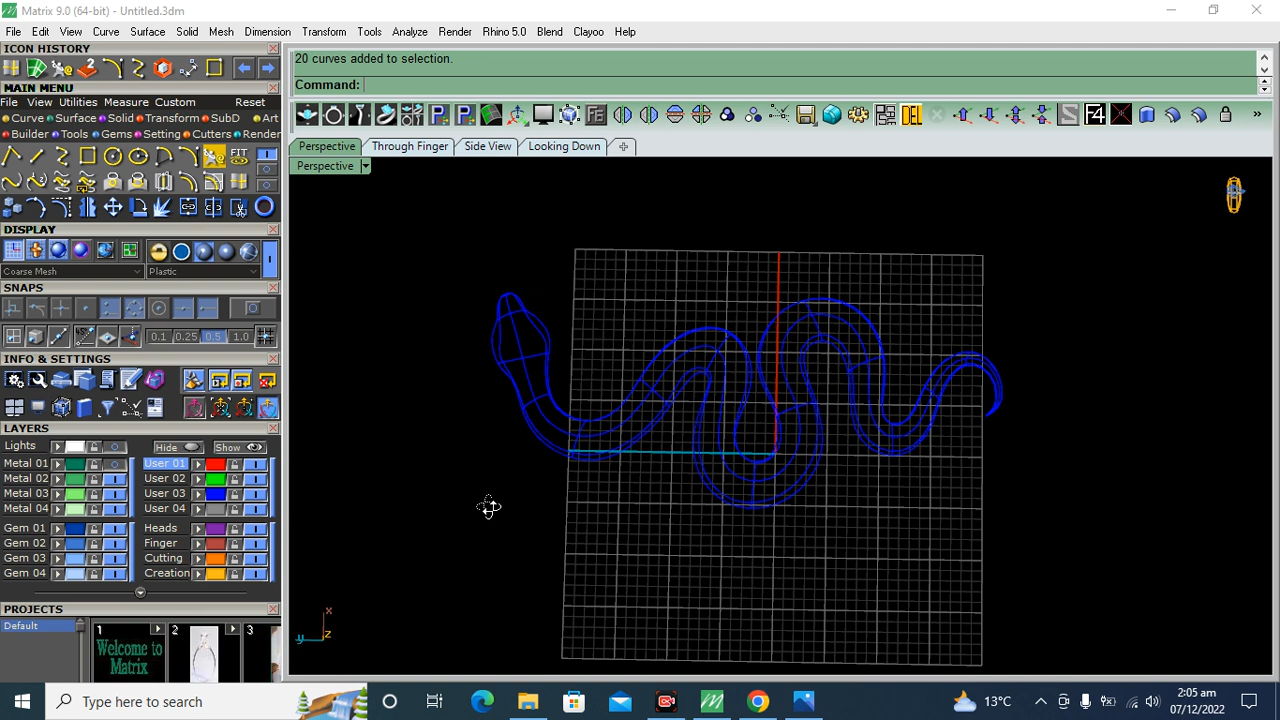 Matrix 9.0 (64-bit) - Untitled.3dm
File Edit View Curve Surface Solid Mesh Dimension Transform Tools Analyze Render Rhino 5.0 Blend Clayoo Help
ICON HISTORY
20 curves added to selection.
Command:
MAIN MENU
File View Utilities Measure Custom Reset
Curve Surface Solid Transform SubD Art
Builder Tools Gems Setting Cutters Render
FIT
P P FE DEL S F4 »
Perspective Through Finger Side View Looking Down
Perspective
DISPLAY
Coarse Mesh Plastic
SNAPS
0.1 0.25 0.5 1.0
INFO & SETTINGS
LAYERS
Lights Hide Show
Metal 01 User 01
Metal 02 User 02
Metal 03 User 03
Metal 04 User 04
Gem 01 Heads
Gem 02 Finger
Gem 03 Cutting
Gem 04 Creation
PROJECTS
Default
1 2 3
Welcome to Matrix
x
y z
Type here to search
13°C
2:05 am
07/12/2022